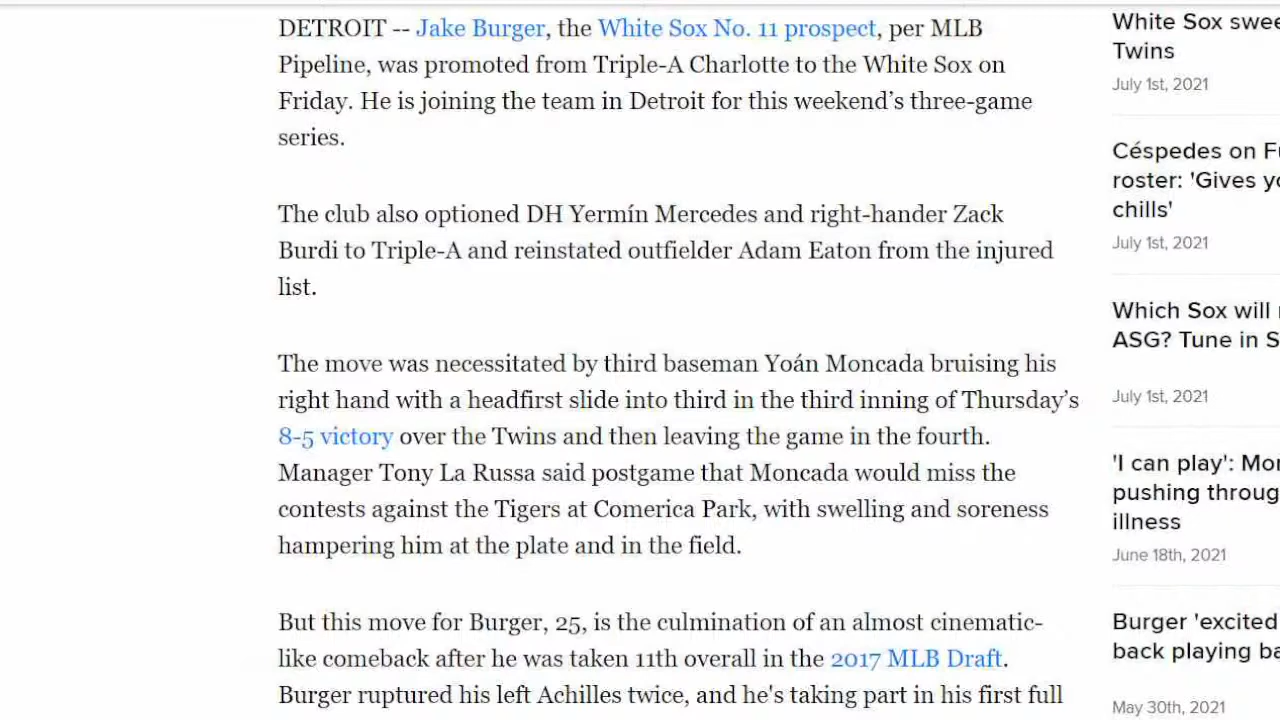 DETROIT -- Jake Burger, the White Sox No. 11 prospect, per MLB
Pipeline, was promoted from Triple-A Charlotte to the White Sox on
Friday. He is joining the team in Detroit for this weekend's three-game
series.
The club also optioned DH Yermín Mercedes and right-hander Zack
Burdi to Triple-A and reinstated outfielder Adam Eaton from the injured
list.
The move was necessitated by third baseman Yoán Moncada bruising his
right hand with a headfirst slide into third in the third inning of Thursday's
8-5 victory over the Twins and then leaving the game in the fourth.
Manager Tony La Russa said postgame that Moncada would miss the
contests against the Tigers at Comerica Park, with swelling and soreness
hampering him at the plate and in the field.
But this move for Burger, 25, is the culmination of an almost cinematic-
like comeback after he was taken 11th overall in the 2017 MLB Draft.
Burger ruptured his left Achilles twice, and he's taking part in his first full
White Sox swee
Twins
July 1st, 2021
Céspedes on Fu
roster: 'Gives yo
chills'
July 1st, 2021
Which Sox will
ASG? Tune in S
July 1st, 2021
'I can play': Mon
pushing throug
illness
June 18th, 2021
Burger 'excited
back playing ba
May 30th, 2021